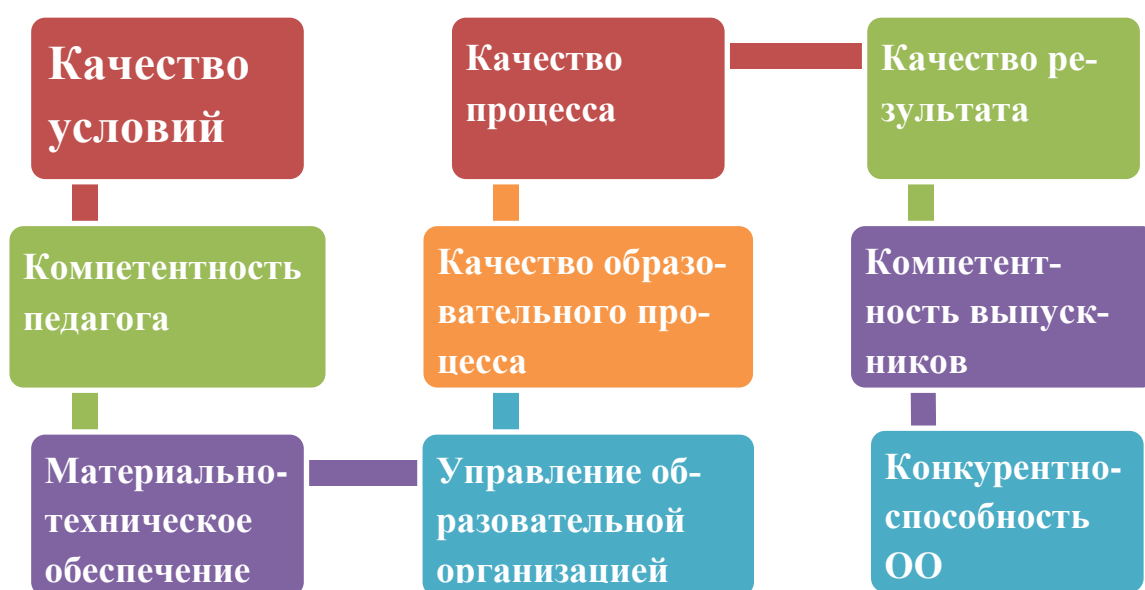 Качество
условий
Качество
процесса
Качество ре-
зультата
Компетентность
педагога
Качество образо-
вательного про-
цесса
Компетент-
ность выпуск-
ников
Материально-
техническое
обеспечение
Управление об-
разовательной
организацией
Конкурентно-
способность
ОО